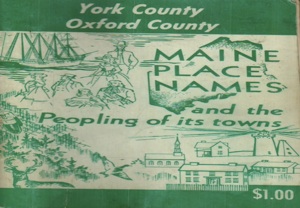 York County
Oxford County
MAINE
PLACE
NAMES
and the
Peopling of its towns
$1.00